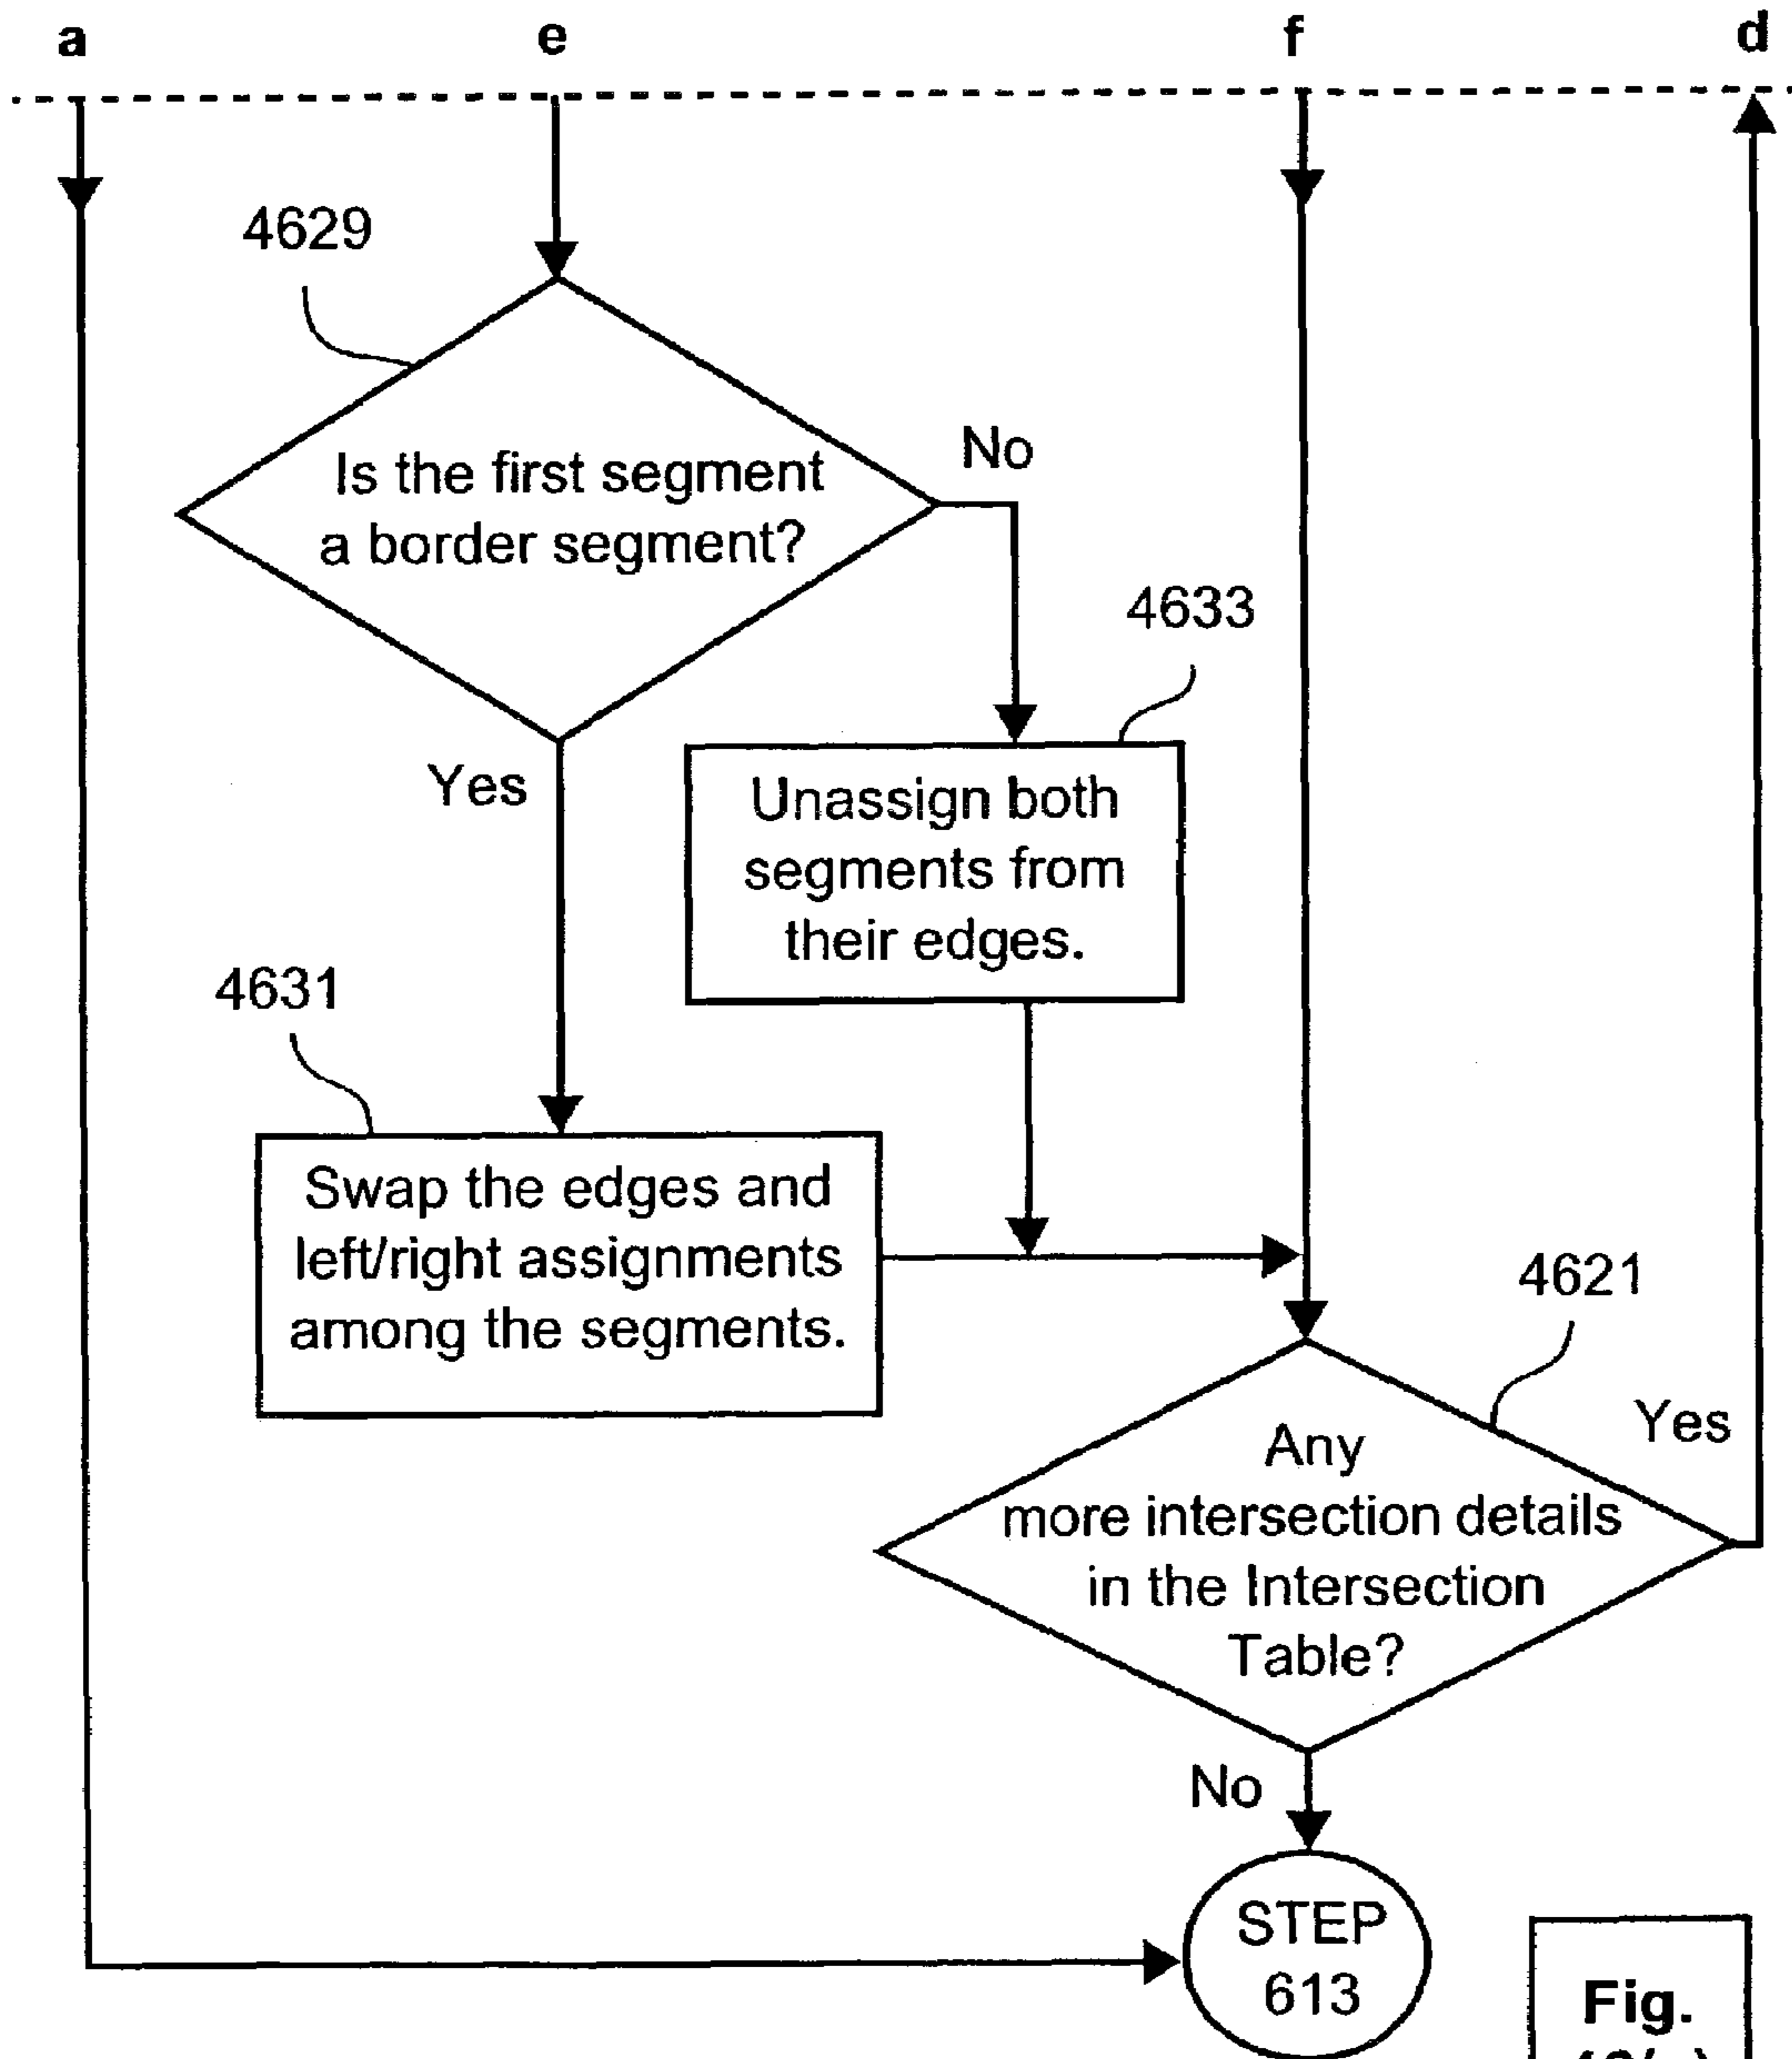 a e f d
4629
Is the first segment
a border segment?
No
4633
Yes
Unassign both
segments from
their edges.
4631
Swap the edges and
left/right assignments
among the segments.
4621
Yes
Any
more intersection details
in the Intersection
Table?
No
STEP
613
Fig.